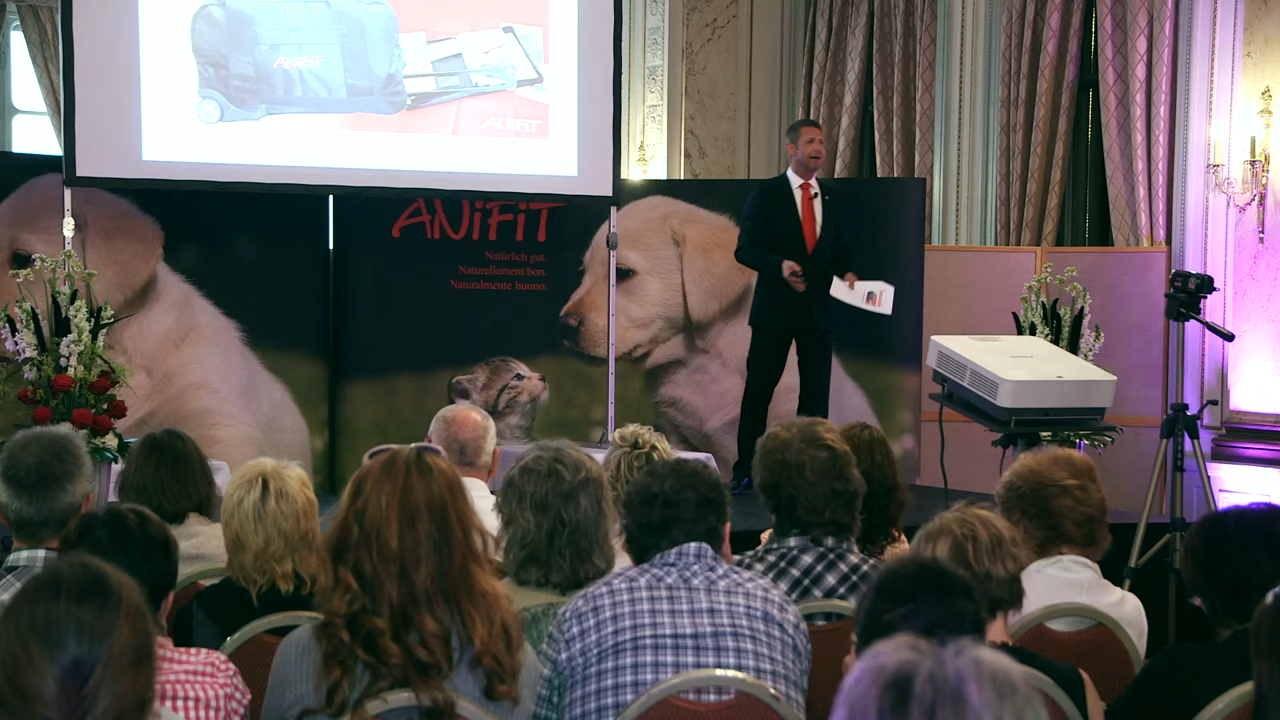 ANiFiT
ANiFiT
ANiFiT
Natürlich gut.
Naturellement bon.
Naturalmente buono.